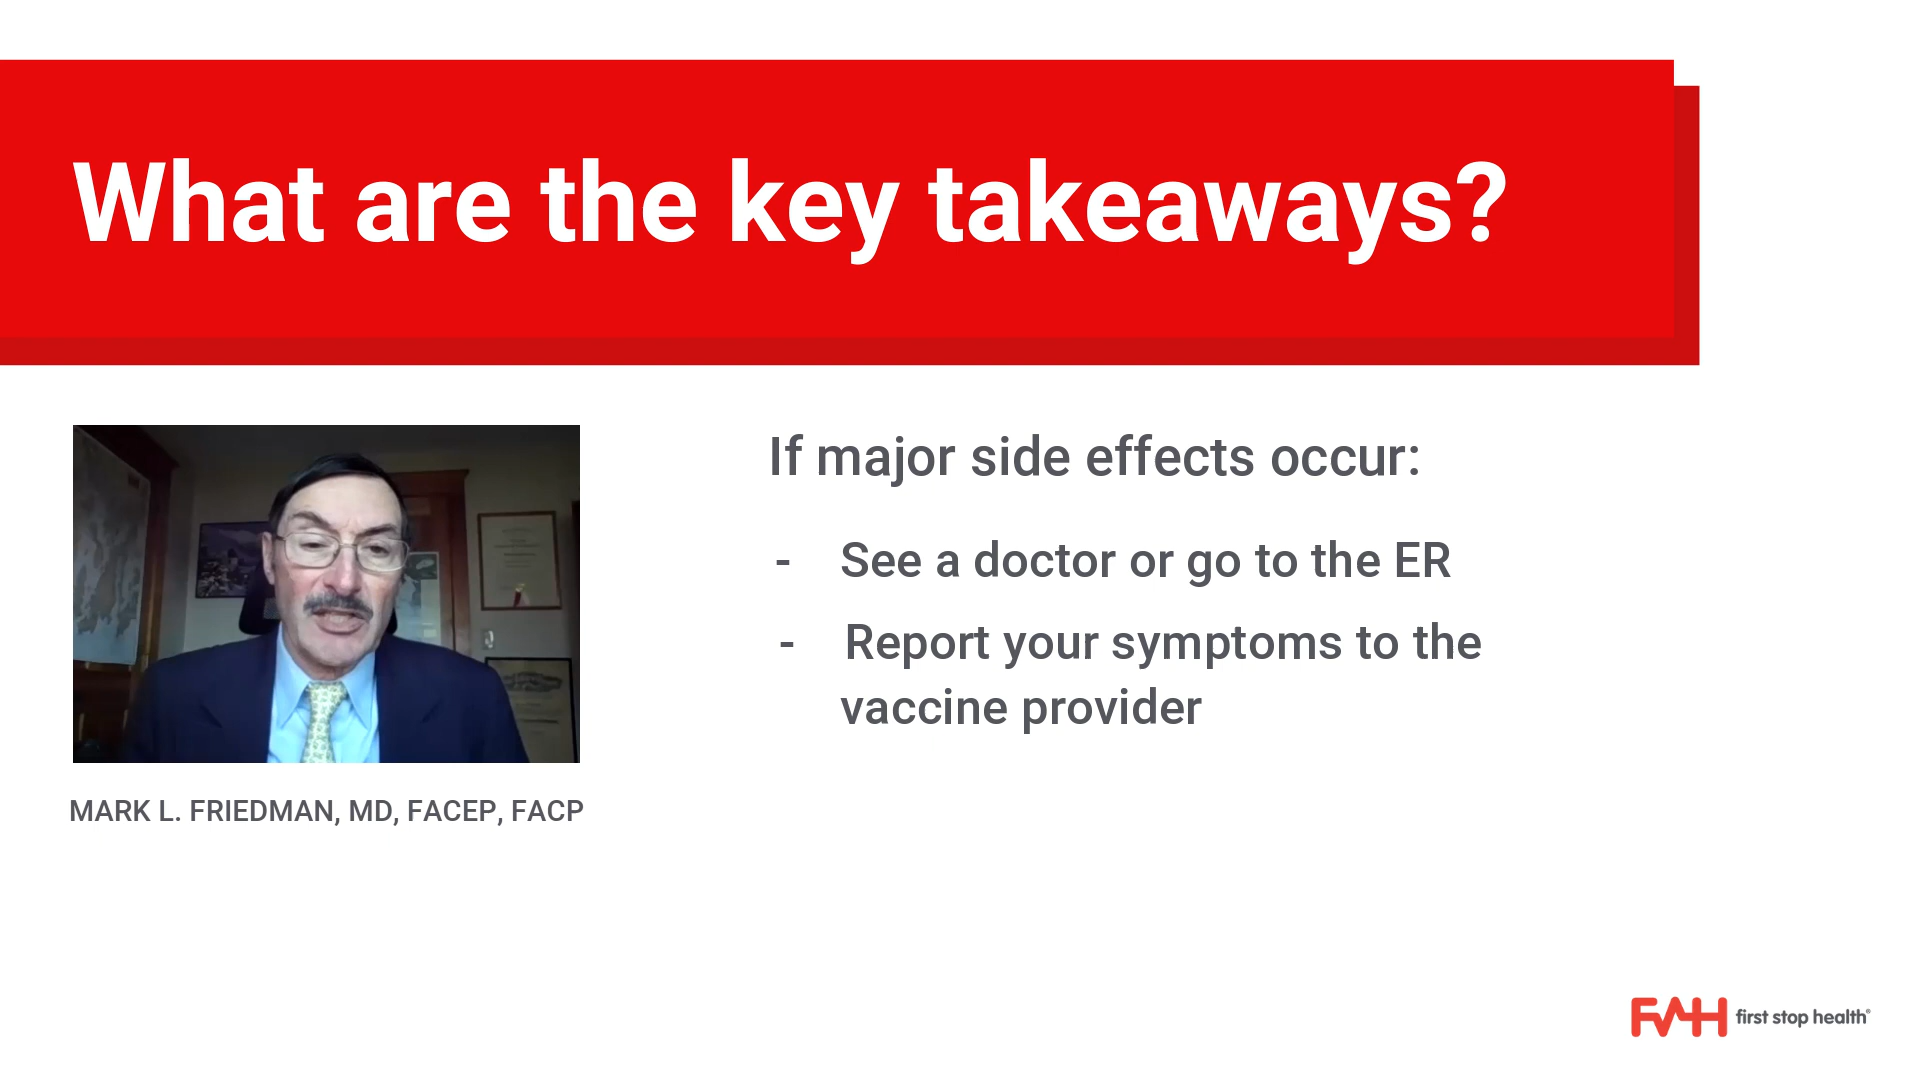 What are the key takeaways?
If major side effects occur:
- See a doctor or go to the ER
- Report your symptoms to the
vaccine provider
MARK L. FRIEDMAN, MD, FACEP, FACP
first stop health®